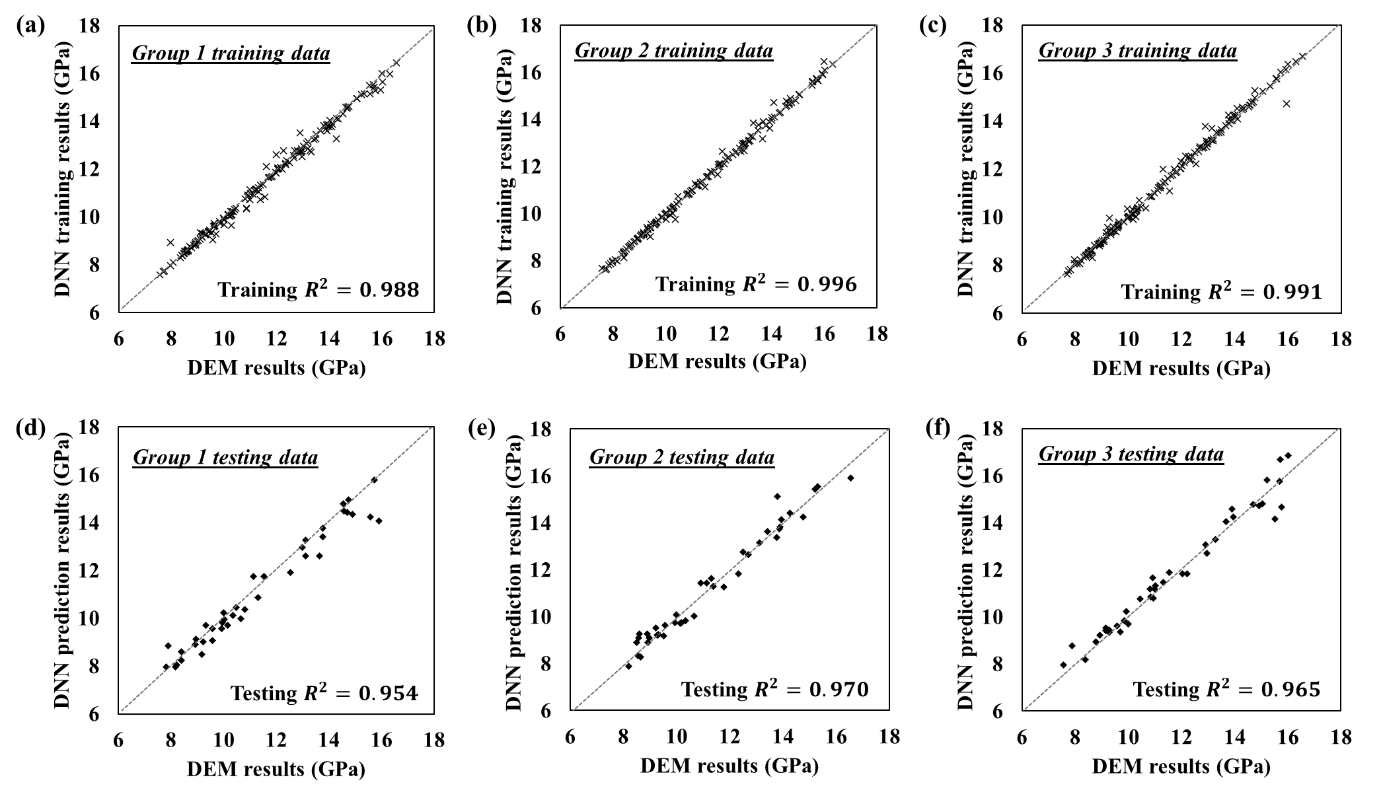 (a)
Group 1 training data
DNN training results (GPa)
18
16
14
12
10
8
6
Training R² = 0.988
6 8 10 12 14 16 18
DEM results (GPa)
(b)
Group 2 training data
DNN training results (GPa)
18
16
14
12
10
8
6
Training R² = 0.996
6 8 10 12 14 16 18
DEM results (GPa)
(c)
Group 3 training data
DNN training results (GPa)
18
16
14
12
10
8
6
Training R² = 0.991
6 8 10 12 14 16 18
DEM results (GPa)
(d)
Group 1 testing data
DNN prediction results (GPa)
18
16
14
12
10
8
6
Testing R² = 0.954
6 8 10 12 14 16 18
DEM results (GPa)
(e)
Group 2 testing data
DNN prediction results (GPa)
18
16
14
12
10
8
6
Testing R² = 0.970
6 8 10 12 14 16 18
DEM results (GPa)
(f)
Group 3 testing data
DNN prediction results (GPa)
18
16
14
12
10
8
6
Testing R² = 0.965
6 8 10 12 14 16 18
DEM results (GPa)